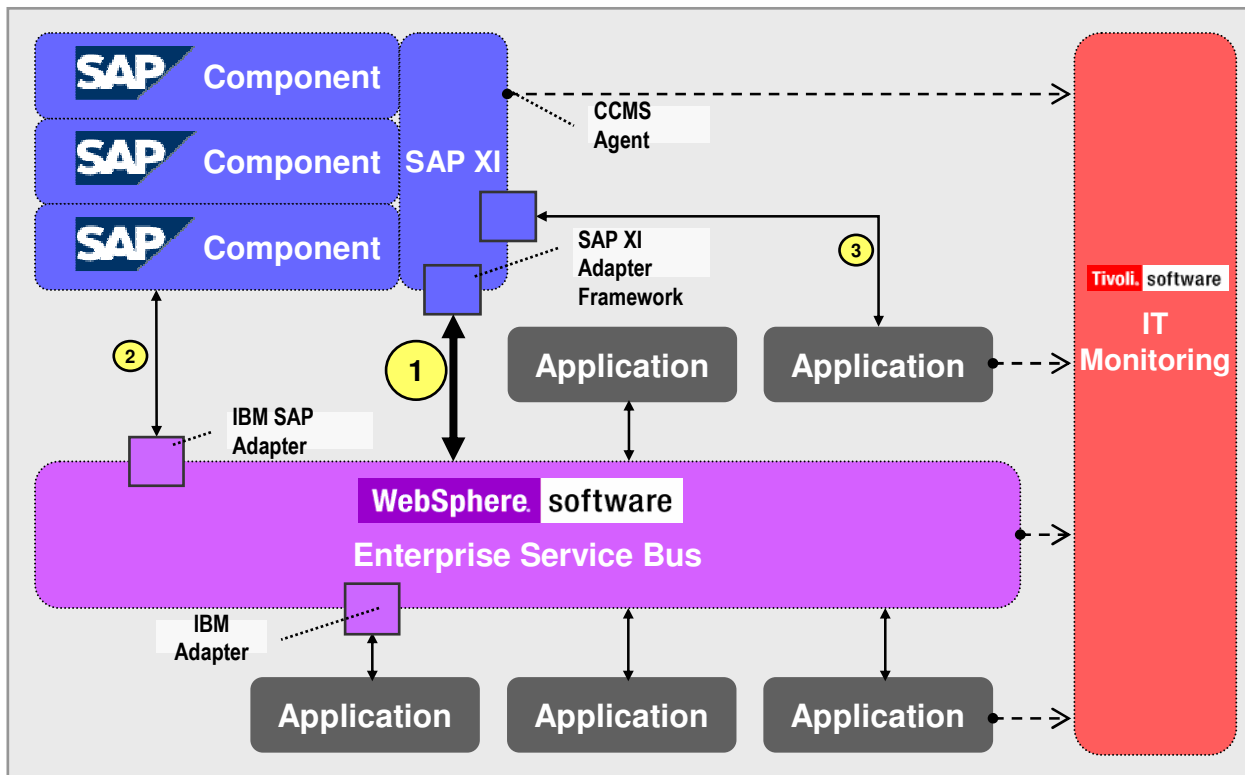 SAP Component
CCMS
Agent
SAP Component
SAP XI
SAP Component
SAP XI
Adapter
Framework
3
Tivoli. software
IT
Monitoring
2
1
Application
Application
IBM SAP
Adapter
WebSphere. software
Enterprise Service Bus
IBM
Adapter
Application
Application
Application